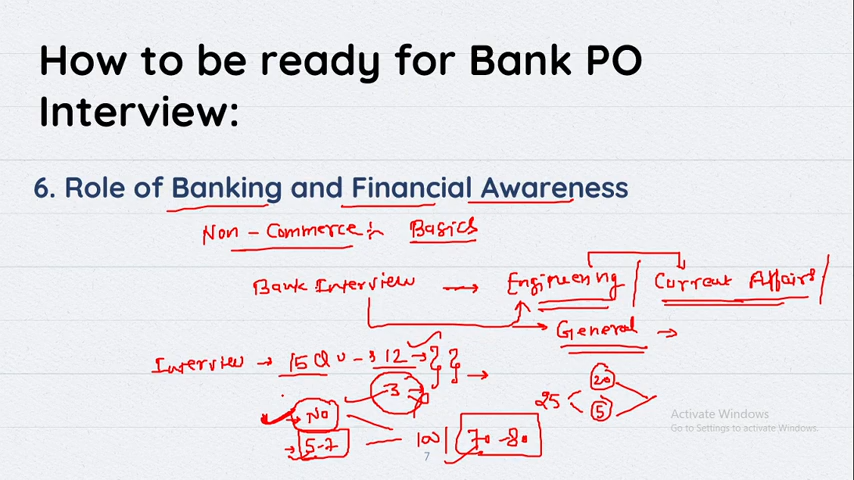 How to be ready for Bank PO
Interview:
6. Role of Banking and Financial Awareness
Non - Commerce :- Basics
Bank Interview → Engineering / Current Affairs /
General →
Interview → 15 Qu - 12 →
3
25 20
5
No
5-7 — 100 | 70-80
7
Activate Windows
Go to Settings to activate Windows.